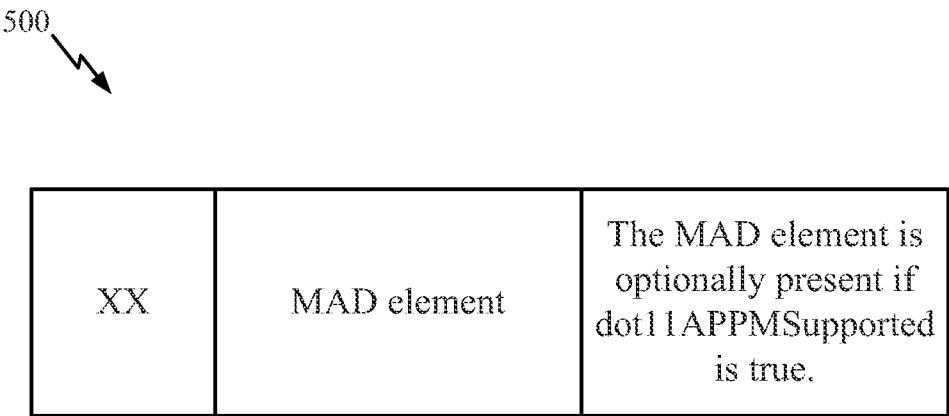 500
XX
MAD element
The MAD element is
optionally present if
dot11APPMSupported
is true.